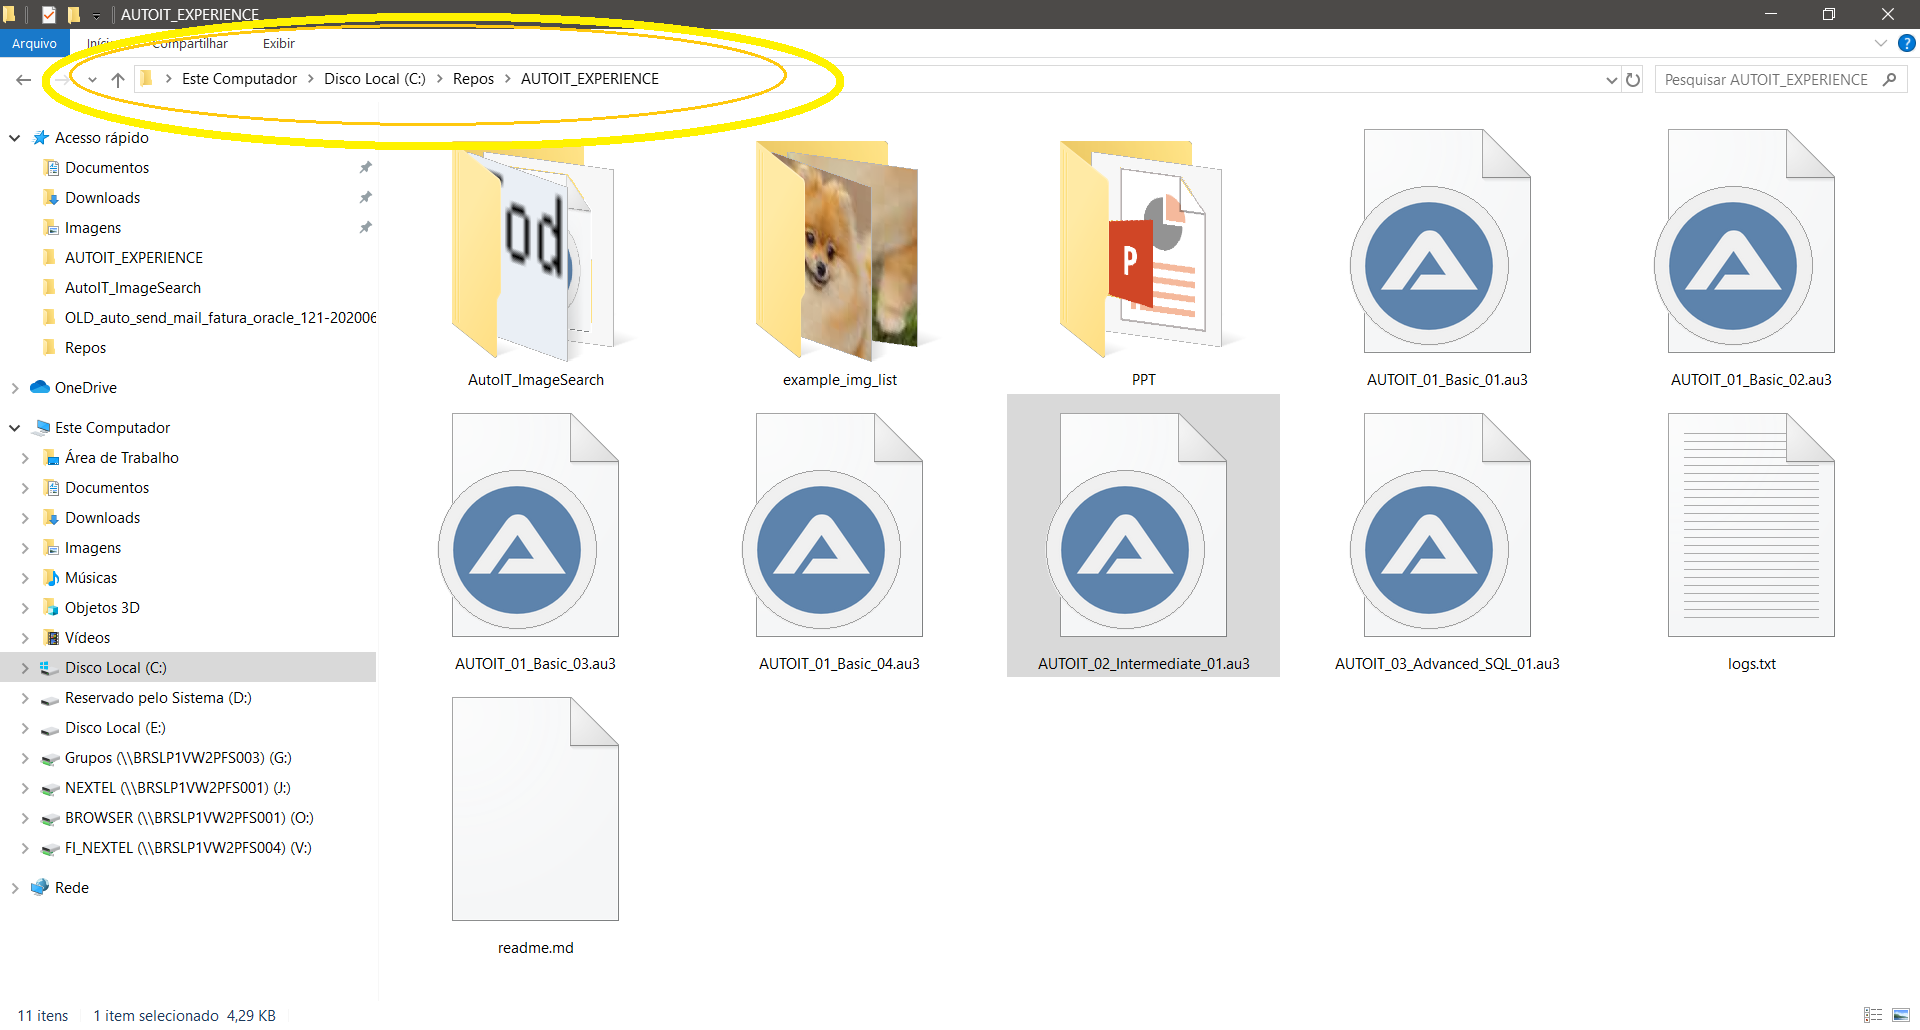 AUTOIT_EXPERIENCE
Arquivo Iníci Compartilhar Exibir
Este Computador Disco Local (C:) Repos AUTOIT_EXPERIENCE
Pesquisar AUTOIT_EXPERIENCE
Acesso rápido
Documentos
Downloads
Imagens
AUTOIT_EXPERIENCE
AutoIT_ImageSearch
OLD_auto_send_mail_fatura_oracle_121-202006
Repos
OneDrive
Este Computador
Área de Trabalho
Documentos
Downloads
Imagens
Músicas
Objetos 3D
Vídeos
Disco Local (C:)
Reservado pelo Sistema (D:)
Disco Local (E:)
Grupos (\\BRSLP1VW2PFS003) (G:)
NEXTEL (\\BRSLP1VW2PFS001) (J:)
BROWSER (\\BRSLP1VW2PFS001) (O:)
FI_NEXTEL (\\BRSLP1VW2PFS004) (V:)
Rede
od
P
AutoIT_ImageSearch
example_img_list
PPT
AUTOIT_01_Basic_01.au3
AUTOIT_01_Basic_02.au3
AUTOIT_01_Basic_03.au3
AUTOIT_01_Basic_04.au3
AUTOIT_02_Intermediate_01.au3
AUTOIT_03_Advanced_SQL_01.au3
logs.txt
readme.md
11 itens 1 item selecionado 4,29 KB